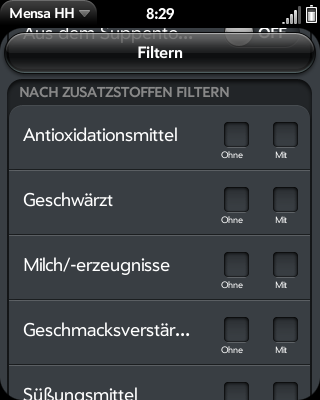 Mensa HH 8:29
Aus dem Suppento... OFF
Filtern
NACH ZUSATZSTOFFEN FILTERN
Antioxidationsmittel
Ohne Mit
Geschwärzt
Ohne Mit
Milch/-erzeugnisse
Ohne Mit
Geschmacksverstär...
Ohne Mit
Süßungsmittel